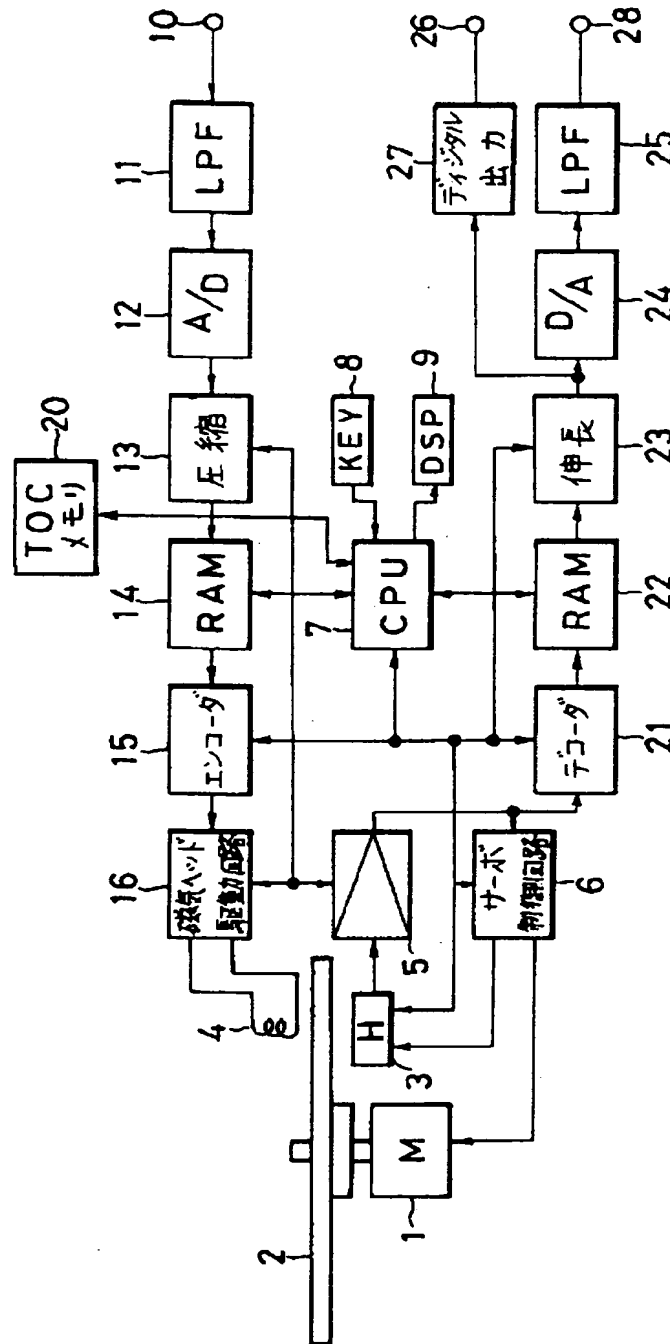 10
11
LPF
12
A/D
13
圧縮
20
TOC
メモリ
14
RAM
15
エンコーダ
16
磁気ヘッド
駆動回路
4
2
1
M
3
H
5
6
サーボ
制御回路
7
CPU
8
KEY
9
DSP
21
デコーダ
22
RAM
23
伸長
24
D/A
25
LPF
26
27
ディジタル
出力
28